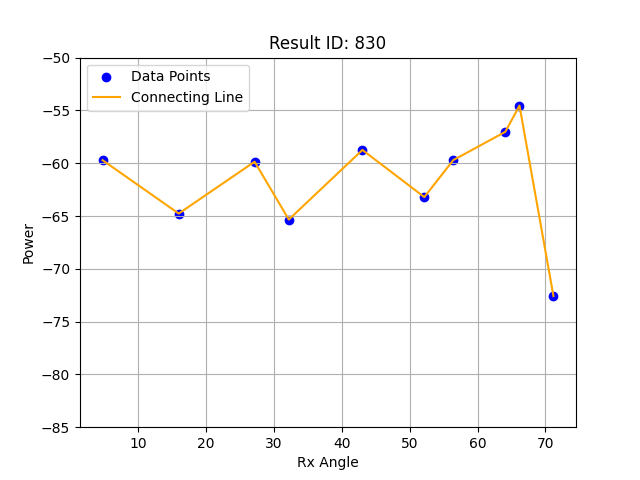 Result ID: 830
Data Points
Connecting Line
−50
−55
−60
−65
−70
−75
−80
−85
Power
10 20 30 40 50 60 70
Rx Angle